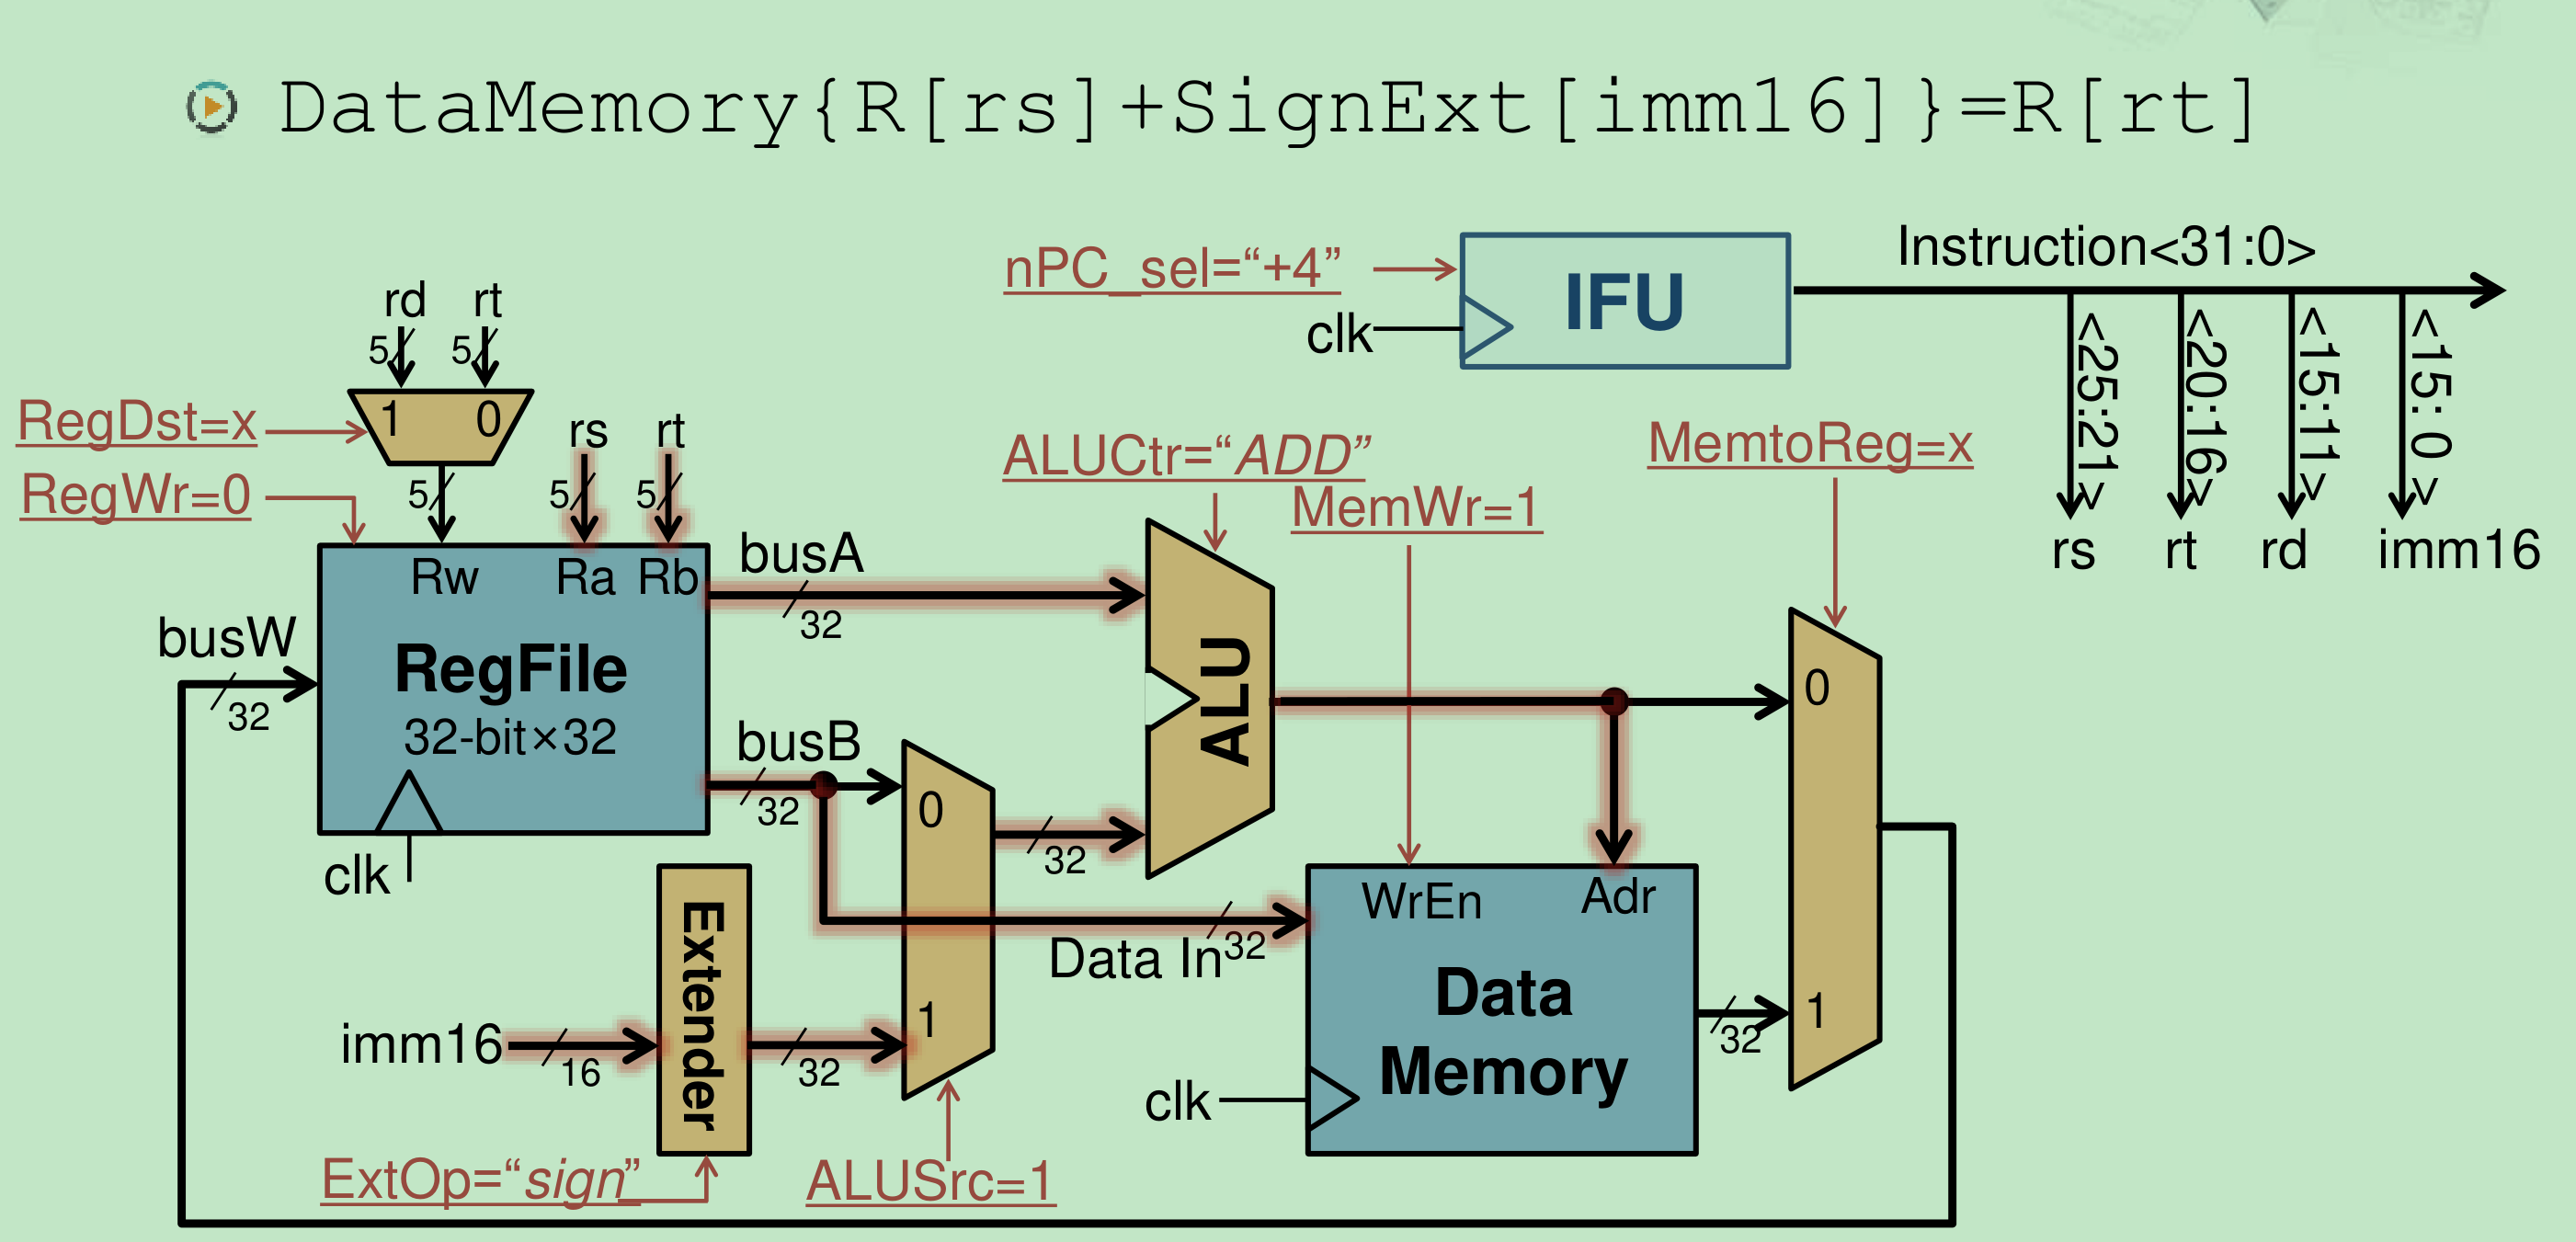 DataMemory{R[rs]+SignExt[imm16]}=R[rt]
nPC_sel=“+4”
clk
IFU
Instruction<31:0>
<25:21>
<20:16>
<15:11>
<15:0>
rs
rt
rd
imm16
rd
rt
5
5
1
0
RegDst=x
RegWr=0
5
rs
rt
5
5
Rw
Ra
Rb
busW
32
RegFile
32-bit×32
clk
busA
32
busB
32
imm16
16
Extender
32
ExtOp=“sign”
ALUSrc=1
0
1
32
ALUCtr=“ADD”
ALU
MemWr=1
MemtoReg=x
Data In
32
WrEn
Adr
Data
Memory
clk
32
0
1